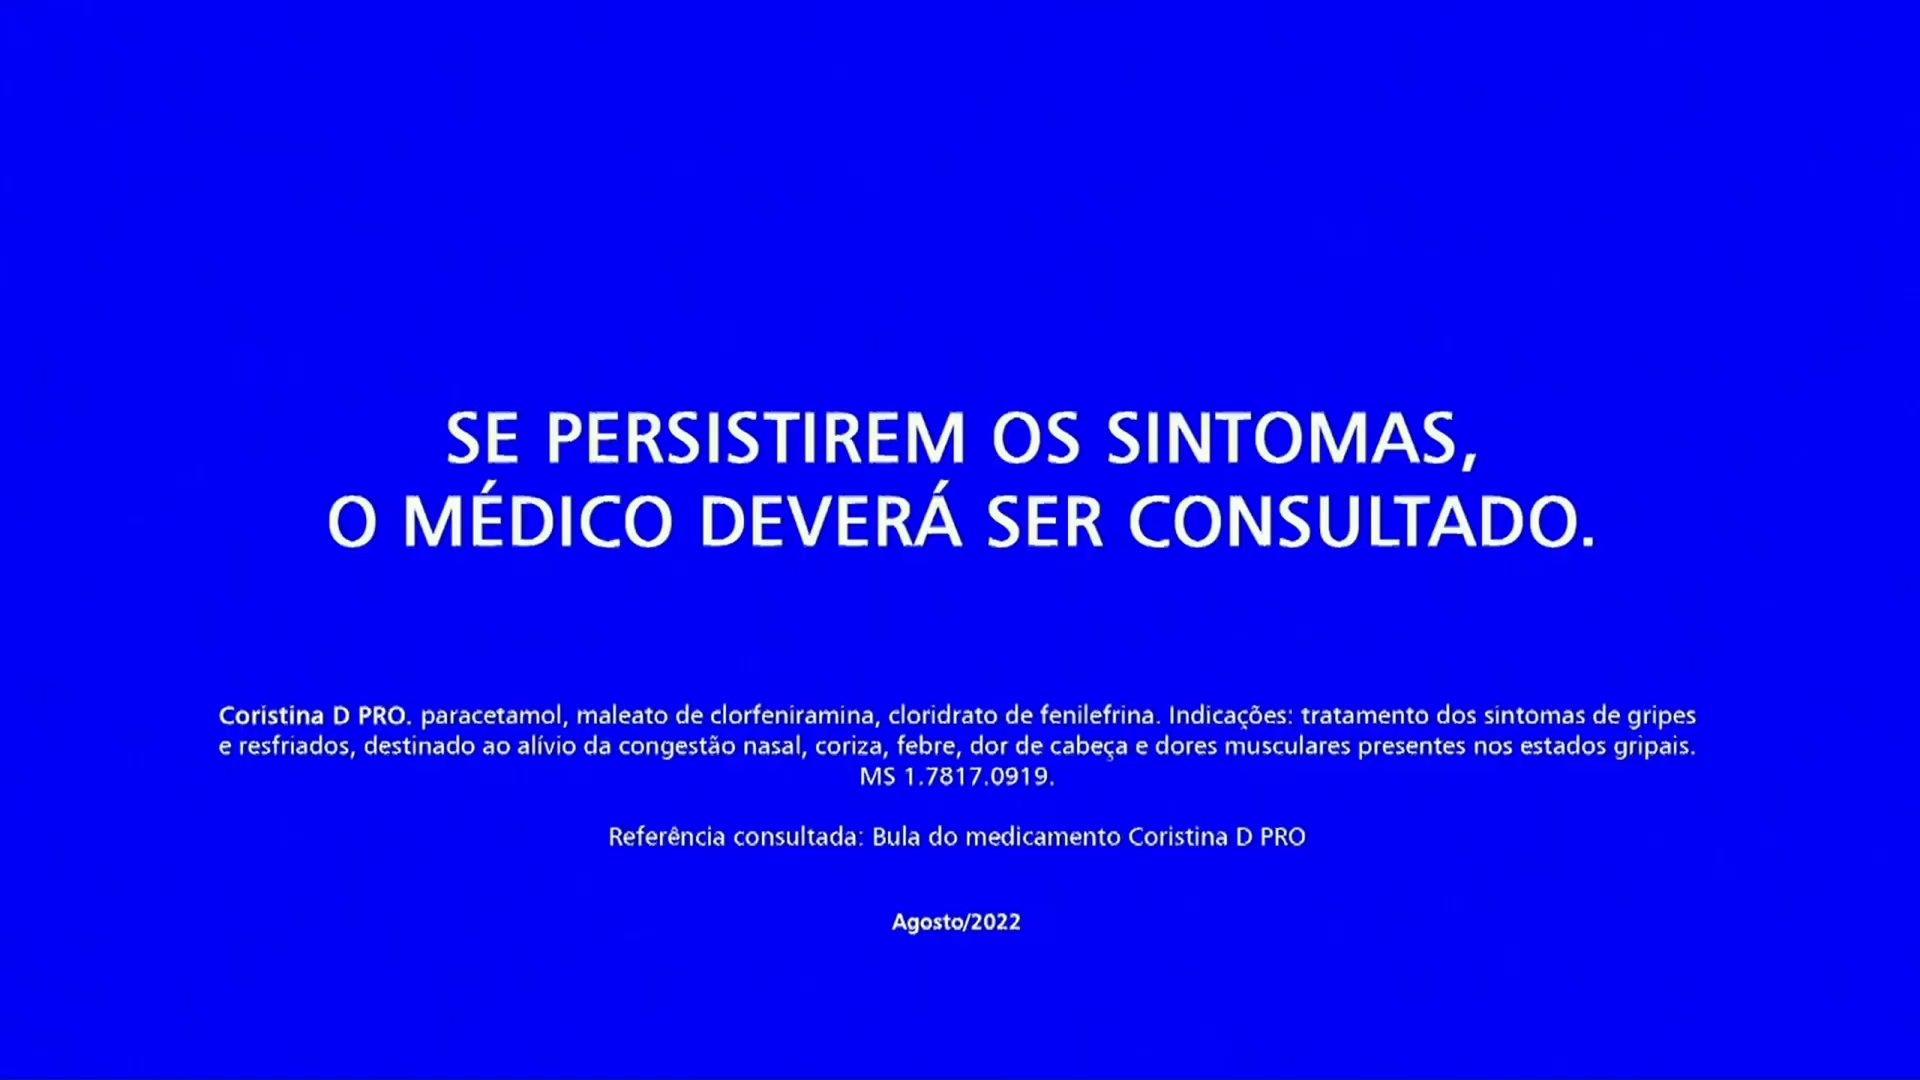 SE PERSISTIREM OS SINTOMAS,
O MÉDICO DEVERÁ SER CONSULTADO.
Coristina D PRO. paracetamol, maleato de clorfeniramina, cloridrato de fenilefrina. Indicações: tratamento dos sintomas de gripes
e resfriados, destinado ao alívio da congestão nasal, coriza, febre, dor de cabeça e dores musculares presentes nos estados gripais.
MS 1.7817.0919.
Referência consultada: Bula do medicamento Coristina D PRO
Agosto/2022